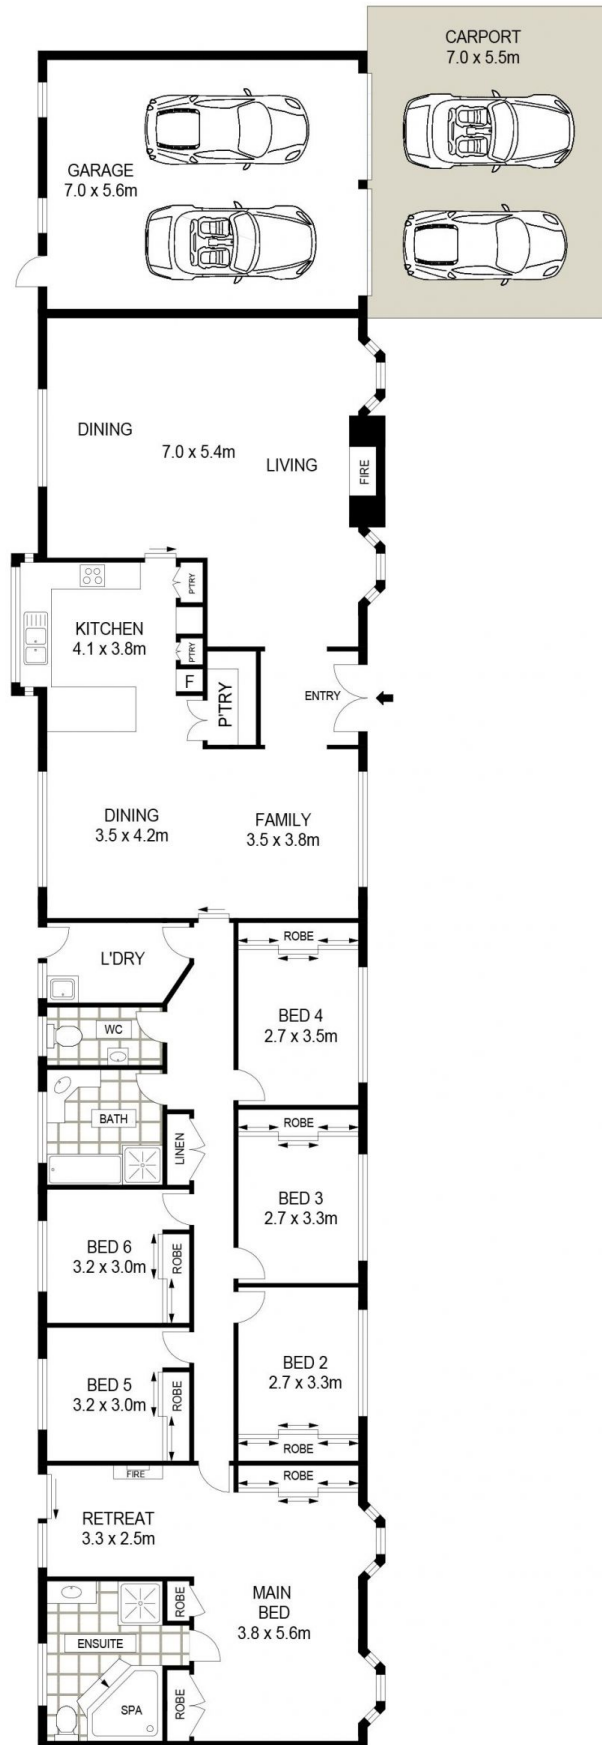 CARPORT
7.0 x 5.5m
GARAGE
7.0 x 5.6m
DINING
7.0 x 5.4m
LIVING
FIRE
P'TRY
KITCHEN
4.1 x 3.8m
P'TRY
F
P'TRY
ENTRY
DINING
3.5 x 4.2m
FAMILY
3.5 x 3.8m
L'DRY
ROBE
BED 4
2.7 x 3.5m
WC
BATH
ROBE
LINEN
BED 3
2.7 x 3.3m
BED 6
3.2 x 3.0m
ROBE
BED 2
2.7 x 3.3m
BED 5
3.2 x 3.0m
ROBE
ROBE
FIRE
ROBE
RETREAT
3.3 x 2.5m
MAIN
BED
3.8 x 5.6m
ROBE
ENSUITE
SPA
ROBE